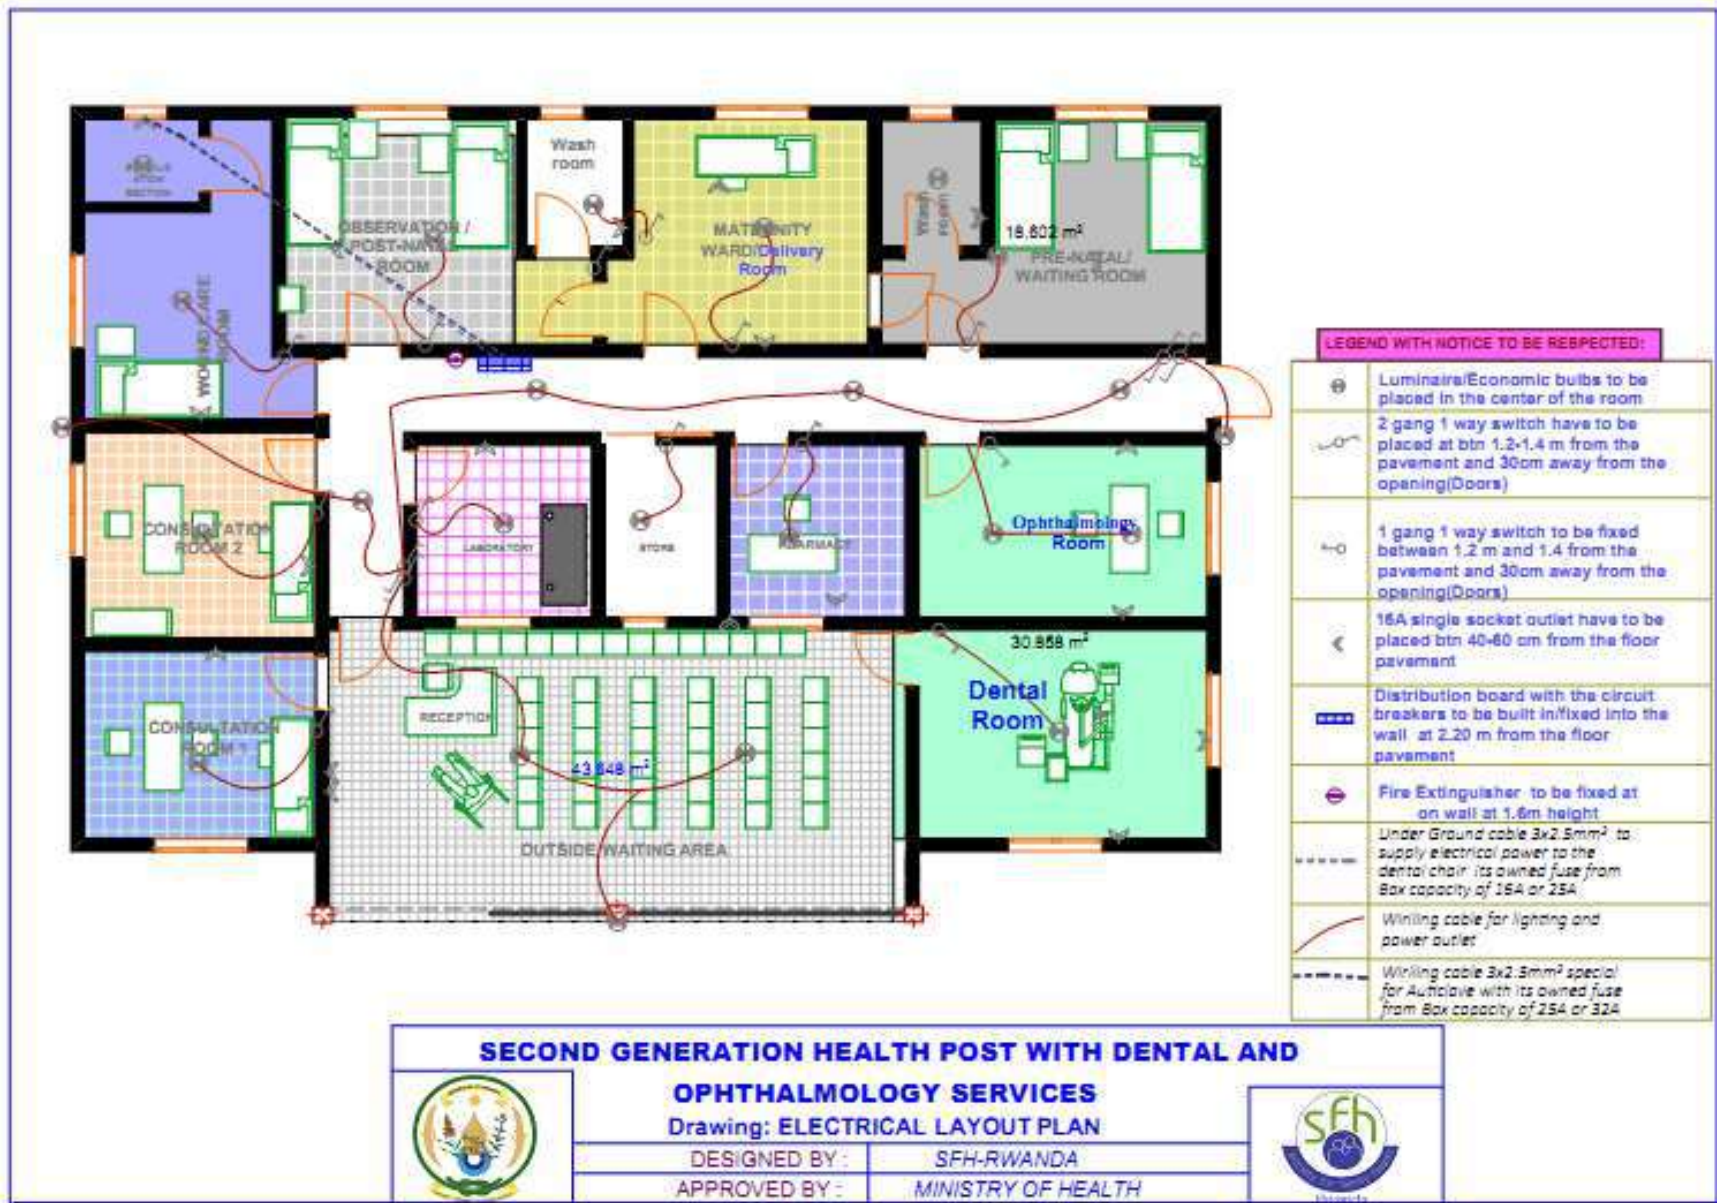 Wash
room
OBSERVATION /
POST-NATAL
ROOM
MATERNITY
WARD/Delivery
Room
Wash
room
18.602 m²
PRE-NATAL/
WAITING ROOM
WOUND CARE
ROOM
CONSULTATION
ROOM 2
LABORATORY
STORE
PHARMACY
Ophthalmology
Room
CONSULTATION
ROOM 1
RECEPTION
43.648 m²
OUTSIDE WAITING AREA
30.858 m²
Dental
Room
LEGEND WITH NOTICE TO BE RESPECTED:
Luminaire/Economic bulbs to be
placed in the center of the room
2 gang 1 way switch have to be
placed at btn 1.2-1.4 m from the
pavement and 30cm away from the
opening(Doors)
1 gang 1 way switch to be fixed
between 1.2 m and 1.4 from the
pavement and 30cm away from the
opening(Doors)
16A single socket outlet have to be
placed btn 40-60 cm from the floor
pavement
Distribution board with the circuit
breakers to be built in/fixed into the
wall at 2.20 m from the floor
pavement
Fire Extinguisher to be fixed at
on wall at 1.6m height
Under Ground cable 3x2.5mm² to
supply electrical power to the
dental chair its owned fuse from
Box capacity of 16A or 25A
Wiriing cable for lighting and
power outlet
Wiriing cable 3x2.5mm² special
for Auticlave with its owned fuse
from Box capacity of 25A or 32A
SECOND GENERATION HEALTH POST WITH DENTAL AND
OPHTHALMOLOGY SERVICES
Drawing: ELECTRICAL LAYOUT PLAN
DESIGNED BY :
SFH-RWANDA
APPROVED BY :
MINISTRY OF HEALTH
sfh
Rwanda